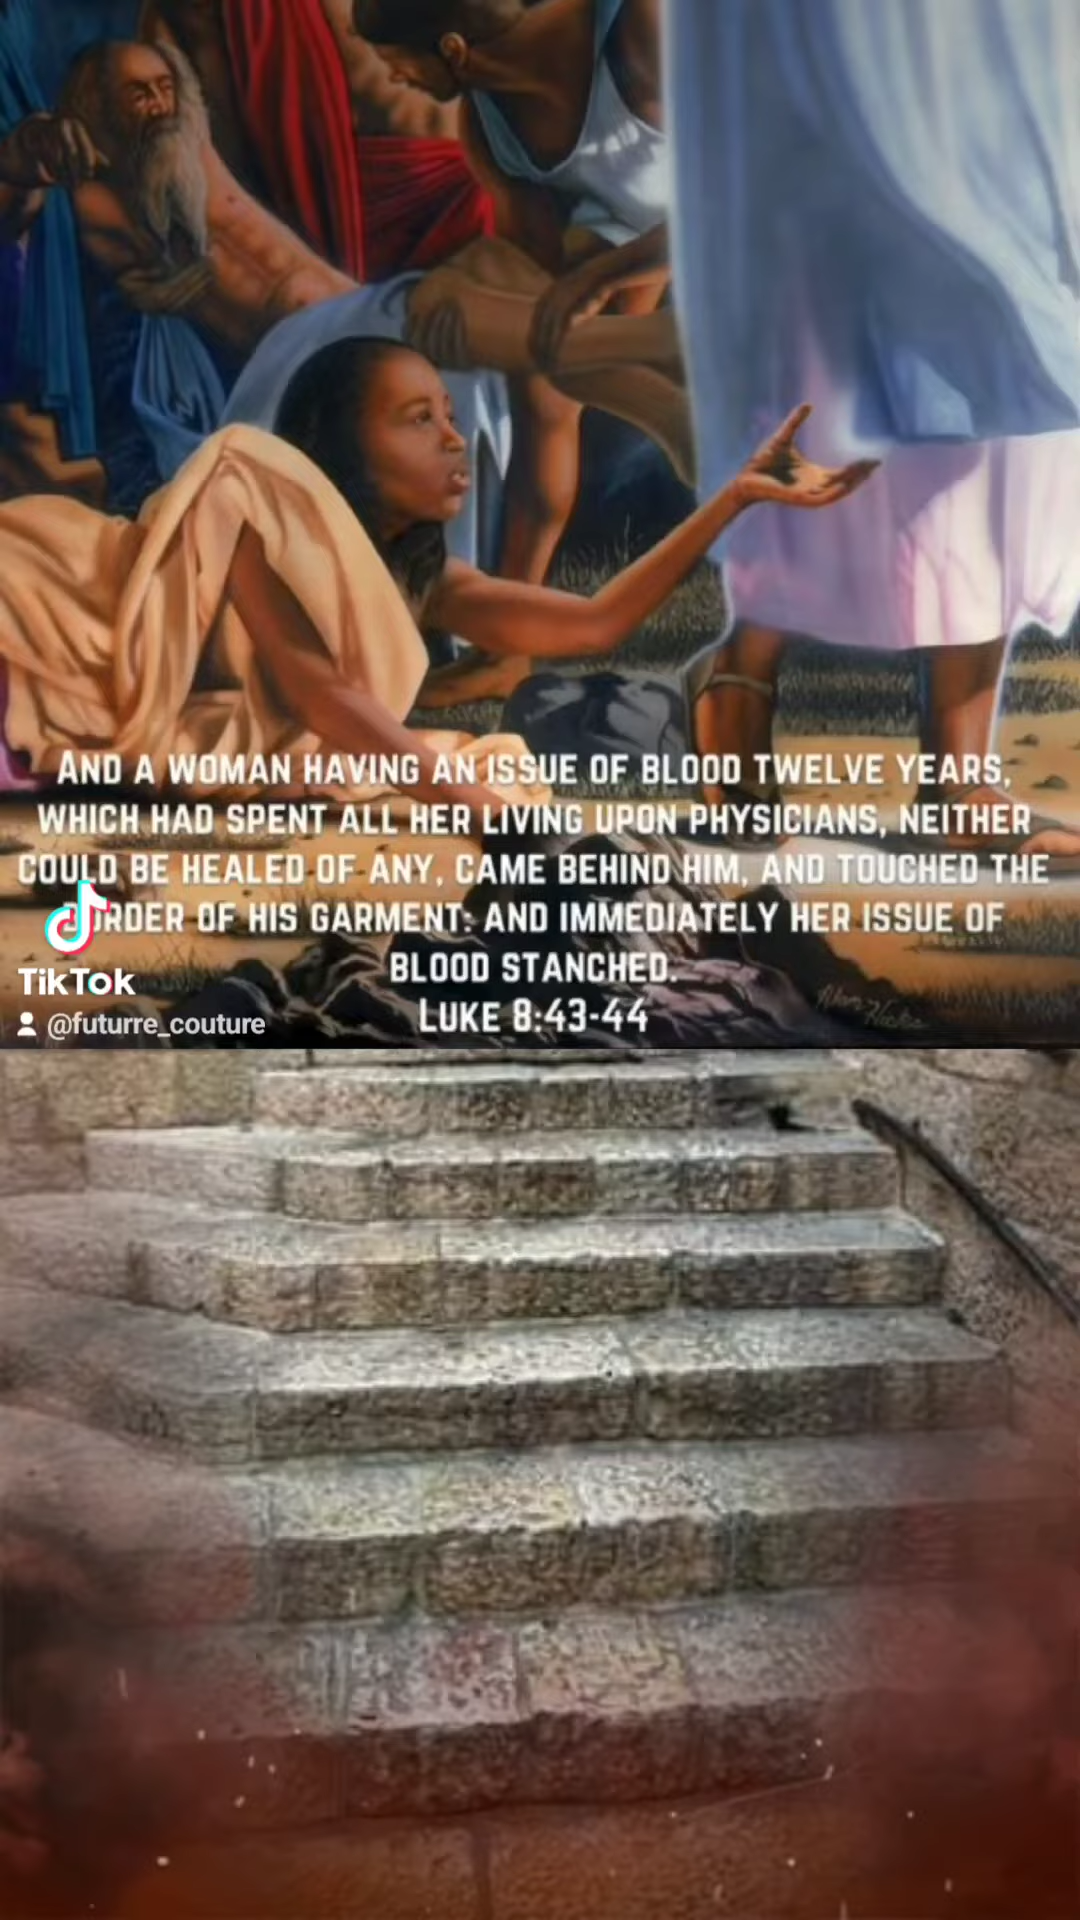 And a woman having an issue of blood twelve years,
which had spent all her living upon physicians, neither
could be healed of any, came behind him, and touched the
border of his garment: and immediately her issue of
blood stanched.
Luke 8:43-44
TikTok
@futurre_couture